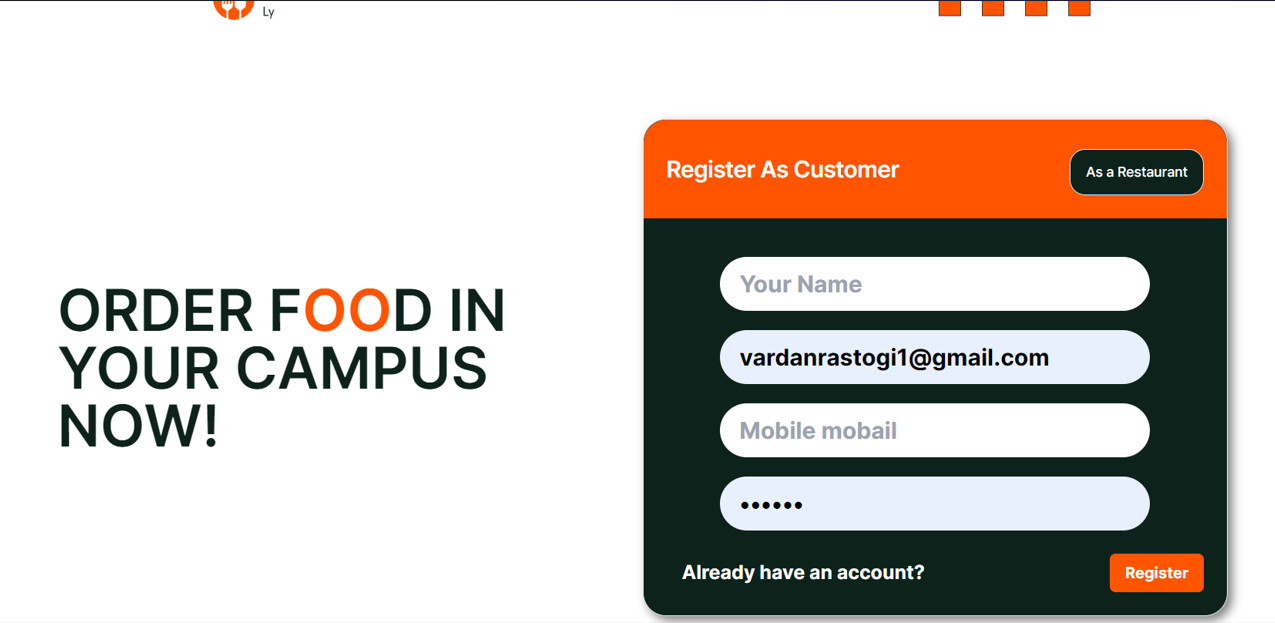 Ly
Register As Customer
As a Restaurant
ORDER FOOD IN
YOUR CAMPUS
NOW!
Your Name
vardanrastogi1@gmail.com
Mobile mobail
••••••
Already have an account?
Register